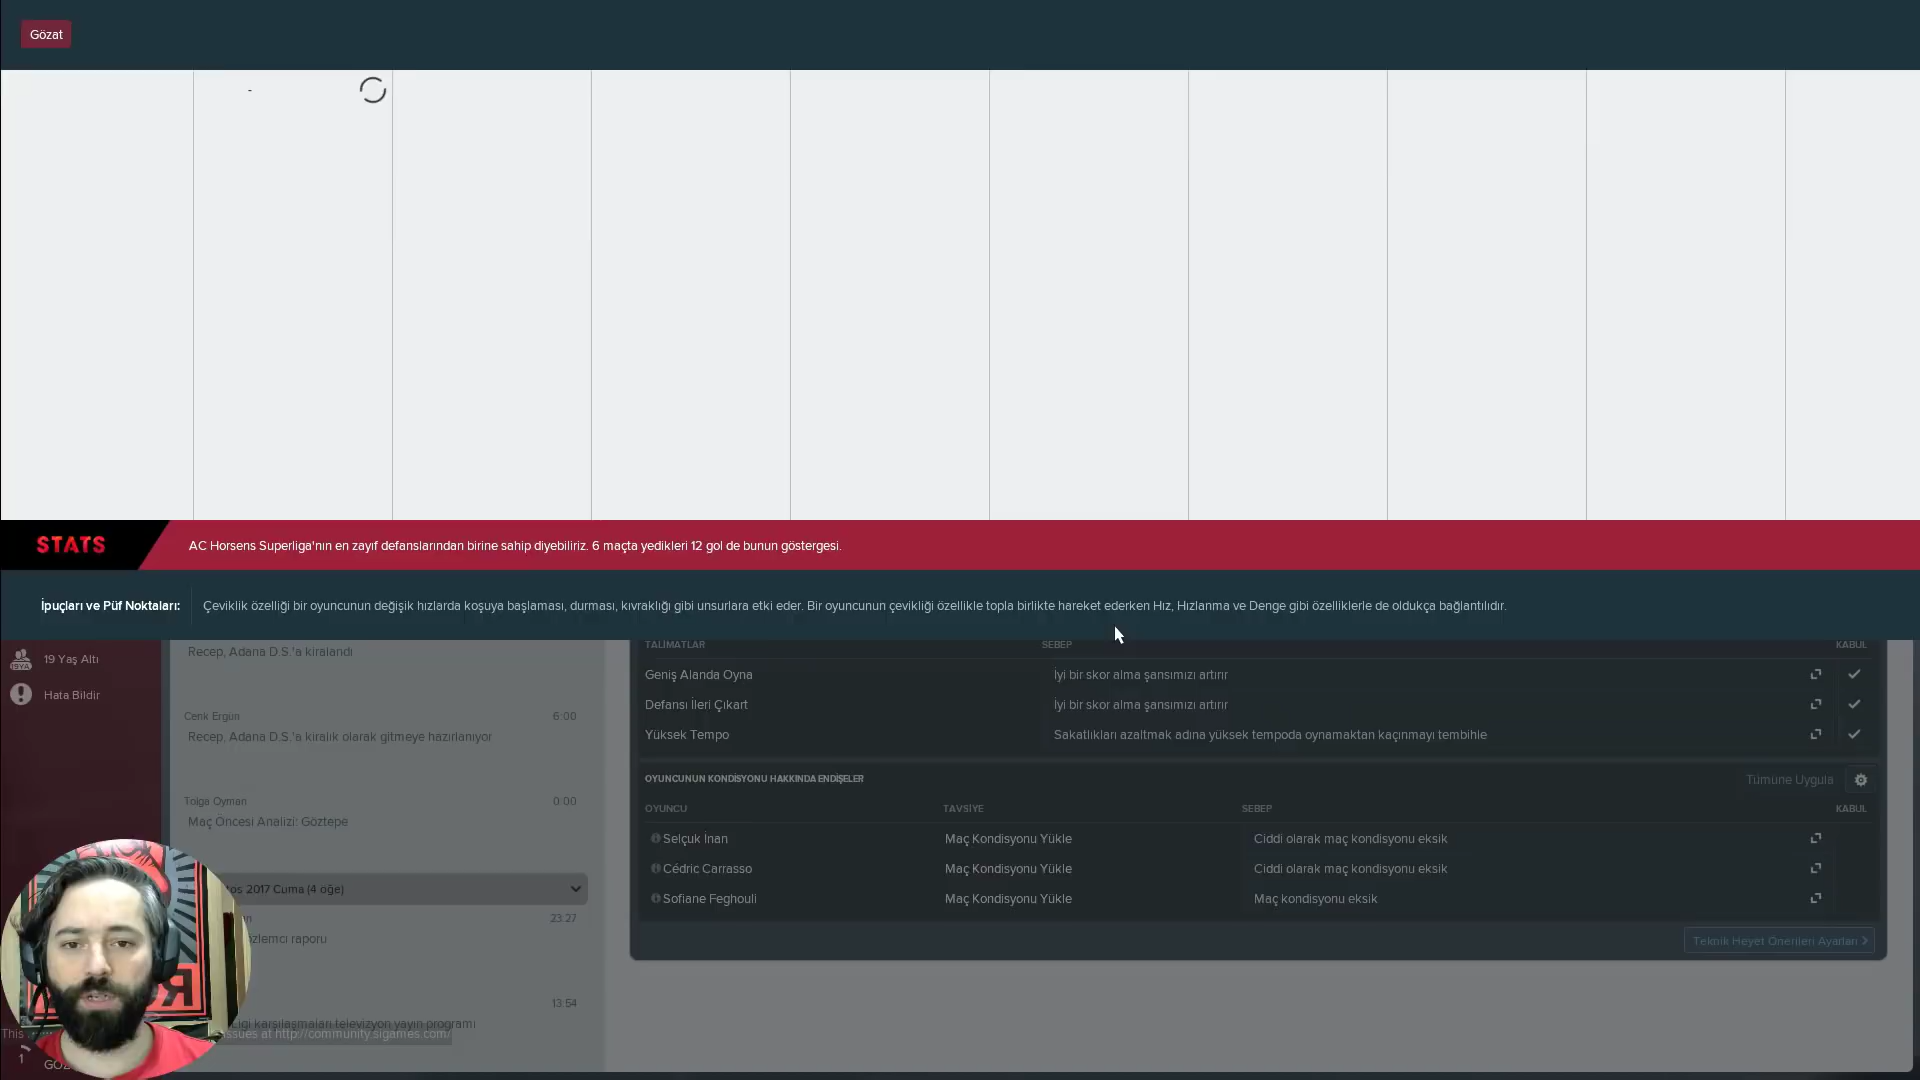 Gözat
-
STATS
AC Horsens Superliga'nın en zayıf defanslarından birine sahip diyebiliriz. 6 maçta yedikleri 12 gol de bunun göstergesi.
İpuçları ve Püf Noktaları:
Çeviklik özelliği bir oyuncunun değişik hızlarda koşuya başlaması, durması, kıvraklığı gibi unsurlara etki eder. Bir oyuncunun çevikliği özellikle topla birlikte hareket ederken Hız, Hızlanma ve Denge gibi özelliklerle de oldukça bağlantılıdır.
19 Yaş Altı
Hata Bildir
Recep, Adana D.S.'a kiralandı
Cenk Ergün 6:00
Recep, Adana D.S.'a kiralık olarak gitmeye hazırlanıyor
Tolga Oyman 0:00
Maç Öncesi Analizi: Göztepe
2017 Cuma (4 öğe)
23:27
raporu
13:54
karşılaşmaları televizyon yayın programı
This
issues at http://community.sigames.com/
1
TALİMATLAR SEBEP KABUL
Geniş Alanda Oyna İyi bir skor alma şansımızı artırır
Defansı İleri Çıkart İyi bir skor alma şansımızı artırır
Yüksek Tempo Sakatlıkları azaltmak adına yüksek tempoda oynamaktan kaçınmayı tembihle
OYUNCUNUN KONDİSYONU HAKKINDA ENDİŞELER Tümüne Uygula
OYUNCU TAVSİYE SEBEP KABUL
Selçuk İnan Maç Kondisyonu Yükle Ciddi olarak maç kondisyonu eksik
Cédric Carrasso Maç Kondisyonu Yükle Ciddi olarak maç kondisyonu eksik
Sofiane Feghouli Maç Kondisyonu Yükle Maç kondisyonu eksik
Teknik Heyet Önerileri Ayarları